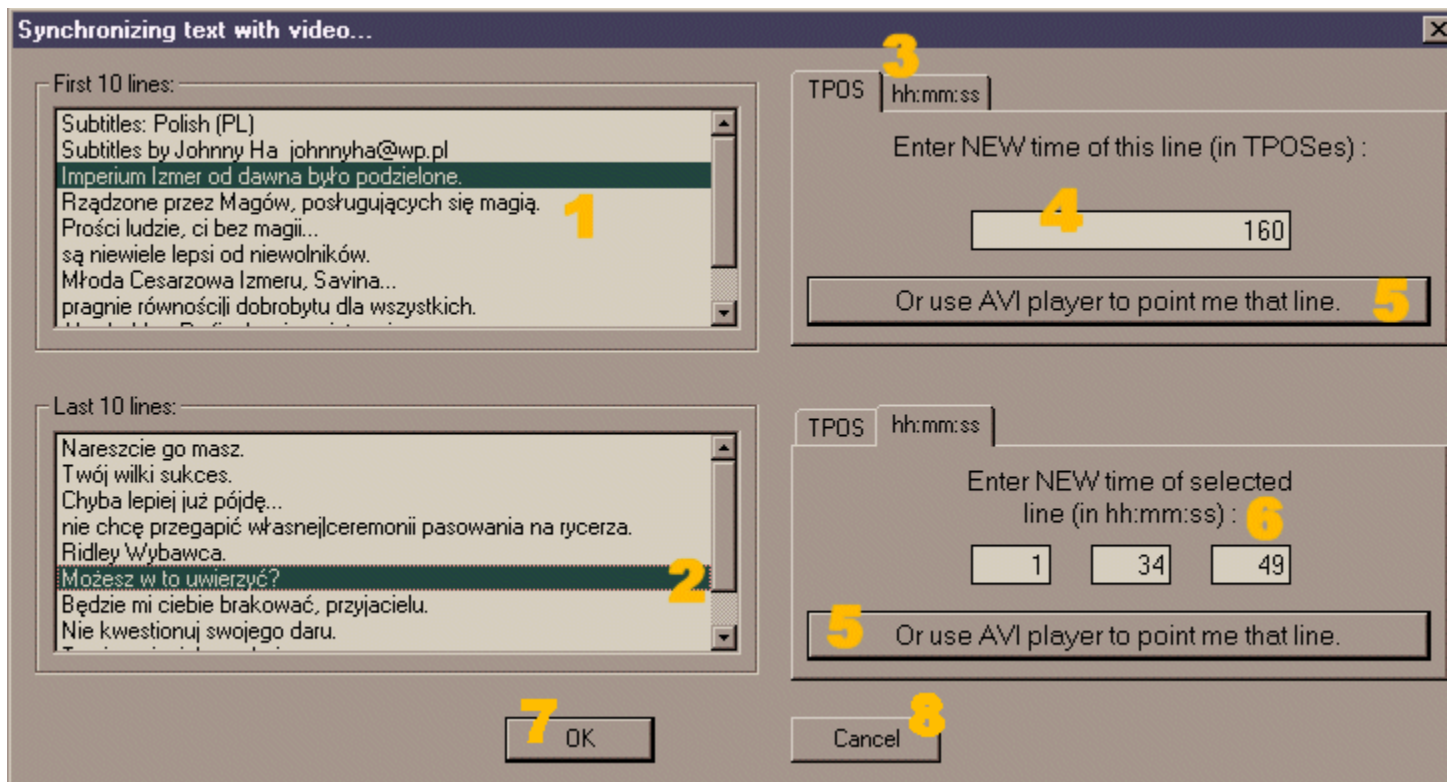 Synchronizing text with video...
3
First 10 lines:
Subtitles: Polish (PL)
Subtitles by Johnny Ha johnnyha@wp.pl
Imperium Izmer od dawna było podzielone.
Rządzone przez Magów, posługujących się magią.
1
Prości ludzie, ci bez magii...
są niewiele lepsi od niewolników.
Młoda Cesarzowa Izmeru, Savina...
pragnie równości|i dobrobytu dla wszystkich.
TPOS hh:mm:ss
Enter NEW time of this line (in TPOSes) :
4
160
Or use AVI player to point me that line. 5
Last 10 lines:
Nareszcie go masz.
Twój wilki sukces.
Chyba lepiej już pójdę...
nie chcę przegapić własnej|ceremonii pasowania na rycerza.
Ridley Wybawca.
Możesz w to uwierzyć? 2
Będzie mi ciebie brakować, przyjacielu.
Nie kwestionuj swojego daru.
TPOS hh:mm:ss
Enter NEW time of selected
line (in hh:mm:ss) : 6
1 34 49
5 Or use AVI player to point me that line.
7 OK
8 Cancel